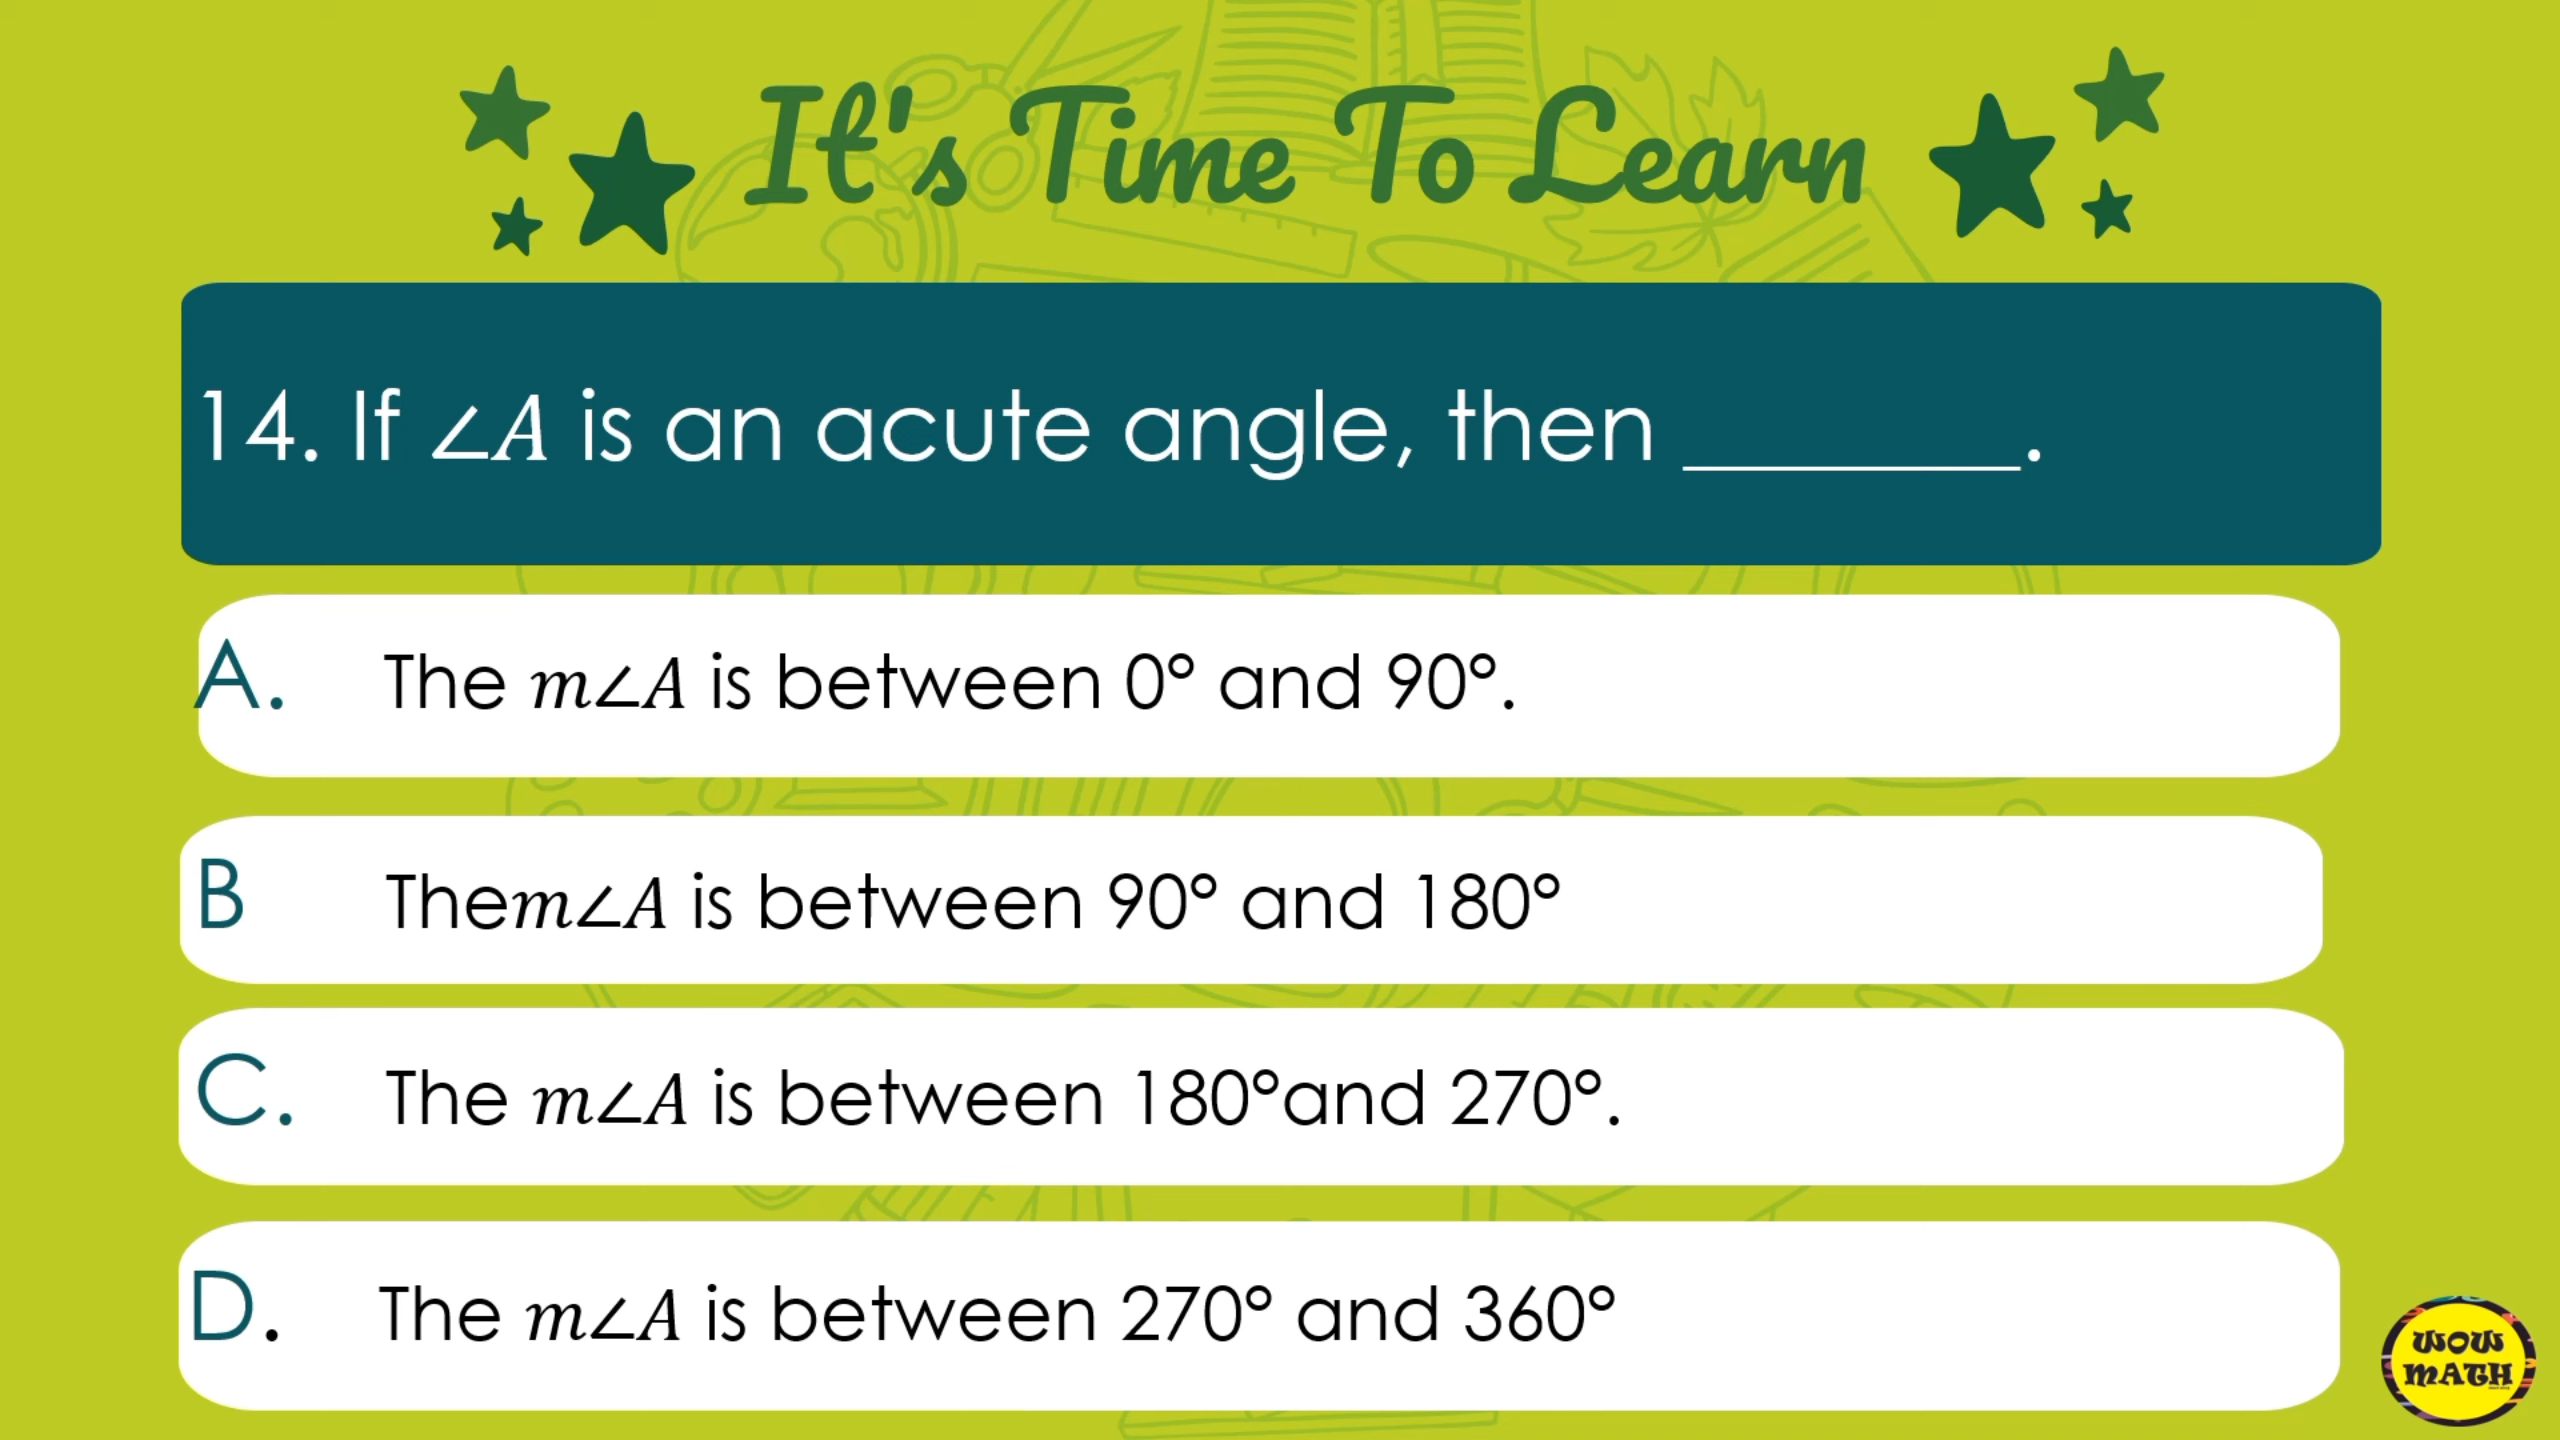 It's Time To Learn
14. If ∠A is an acute angle, then ________.
A. The m∠A is between 0° and 90°.
B Them∠A is between 90° and 180°
C. The m∠A is between 180°and 270°.
D. The m∠A is between 270° and 360°
WOW
MATH